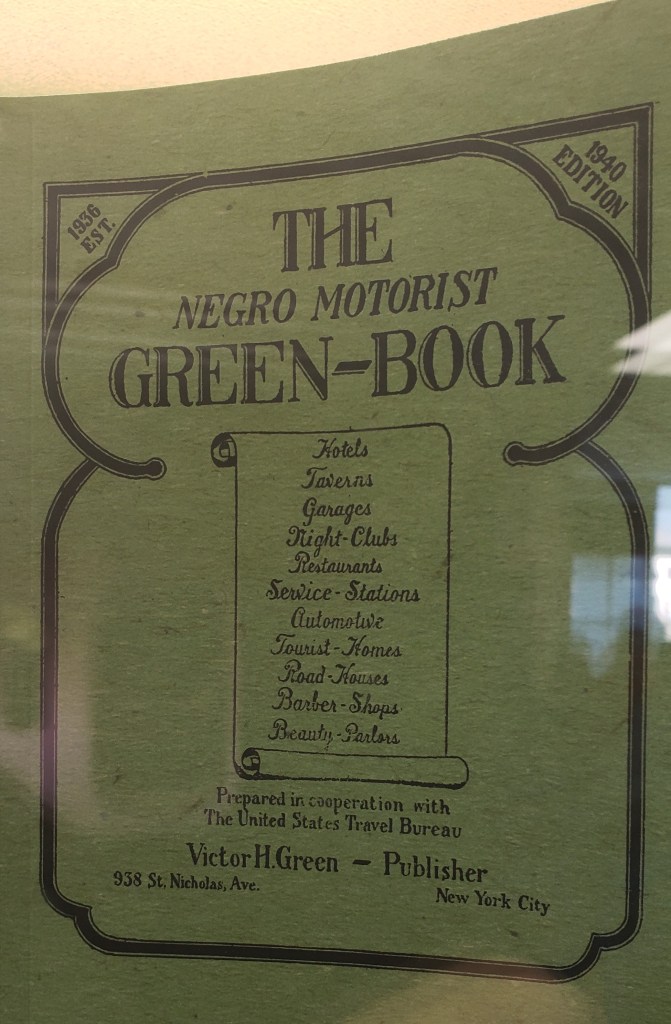 1936
EST.
1940
EDITION
THE
NEGRO MOTORIST
GREEN-BOOK
Hotels
Taverns
Garages
Night-Clubs
Restaurants
Service-Stations
Automotive
Tourist-Homes
Road-Houses
Barber-Shops
Beauty-Parlors
Prepared in cooperation with
The United States Travel Bureau
Victor H. Green — Publisher
938 St. Nicholas, Ave.
New York City